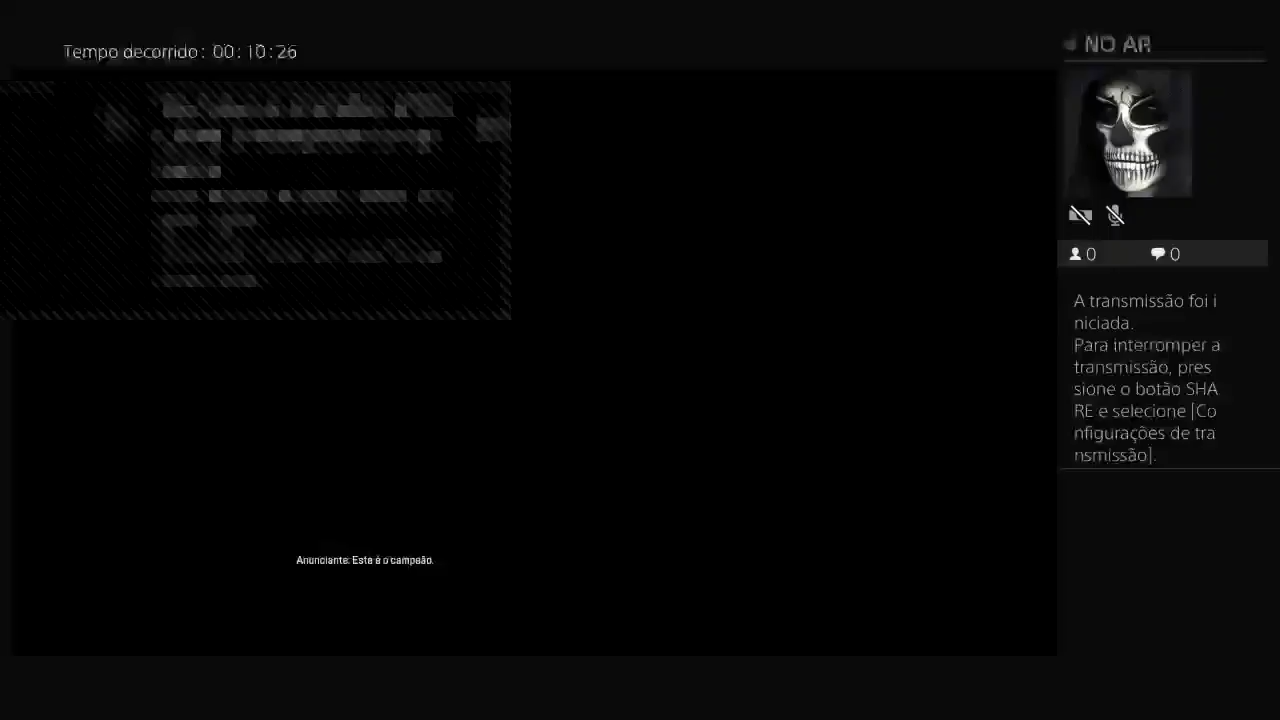 Tempo decorrido: 00:10:26
NO AR
0 0
A transmissão foi i
niciada.
Para interromper a
transmissão, pres
sione o botão SHA
RE e selecione [Co
nfigurações de tra
nsmissão].
Anunciante: Este é o campeão.